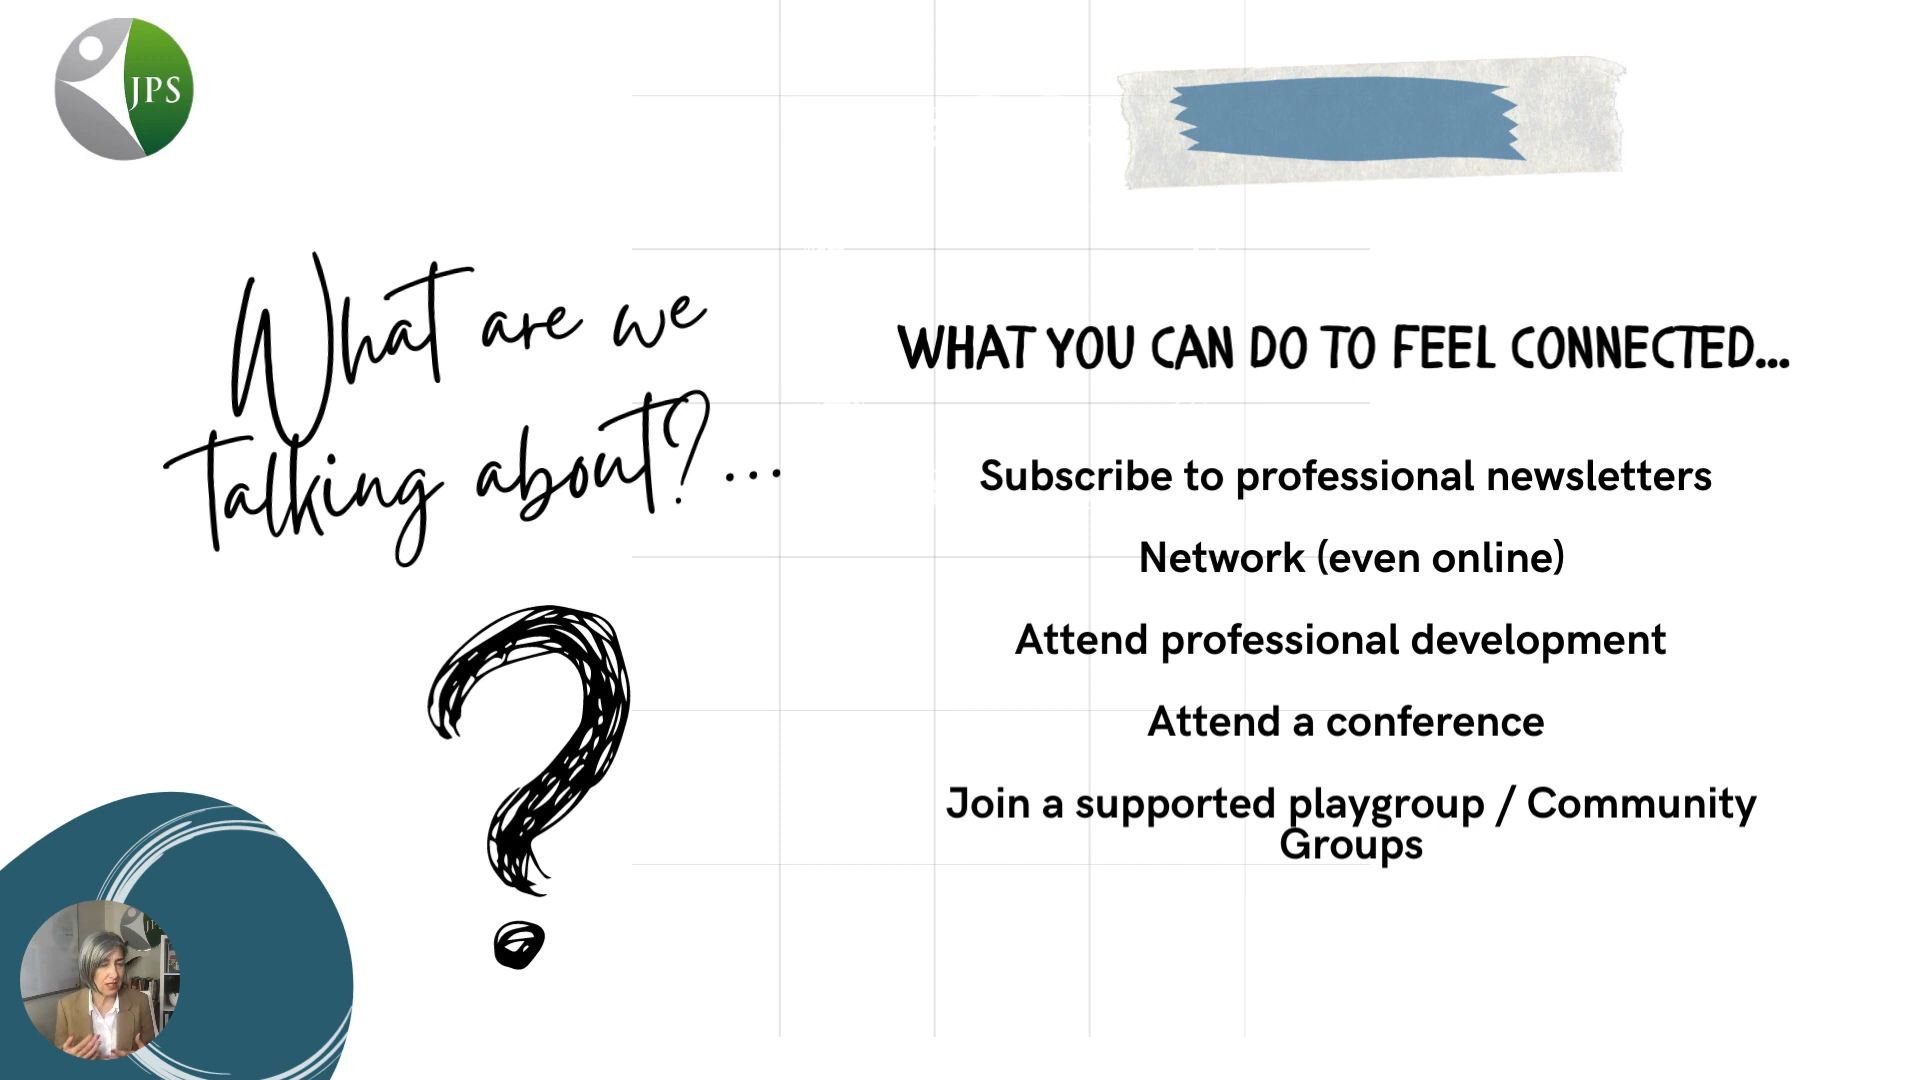 JPS
What are we
talking about?...
WHAT YOU CAN DO TO FEEL CONNECTED...
Subscribe to professional newsletters
Network (even online)
Attend professional development
Attend a conference
Join a supported playgroup / Community
Groups
?
JPS